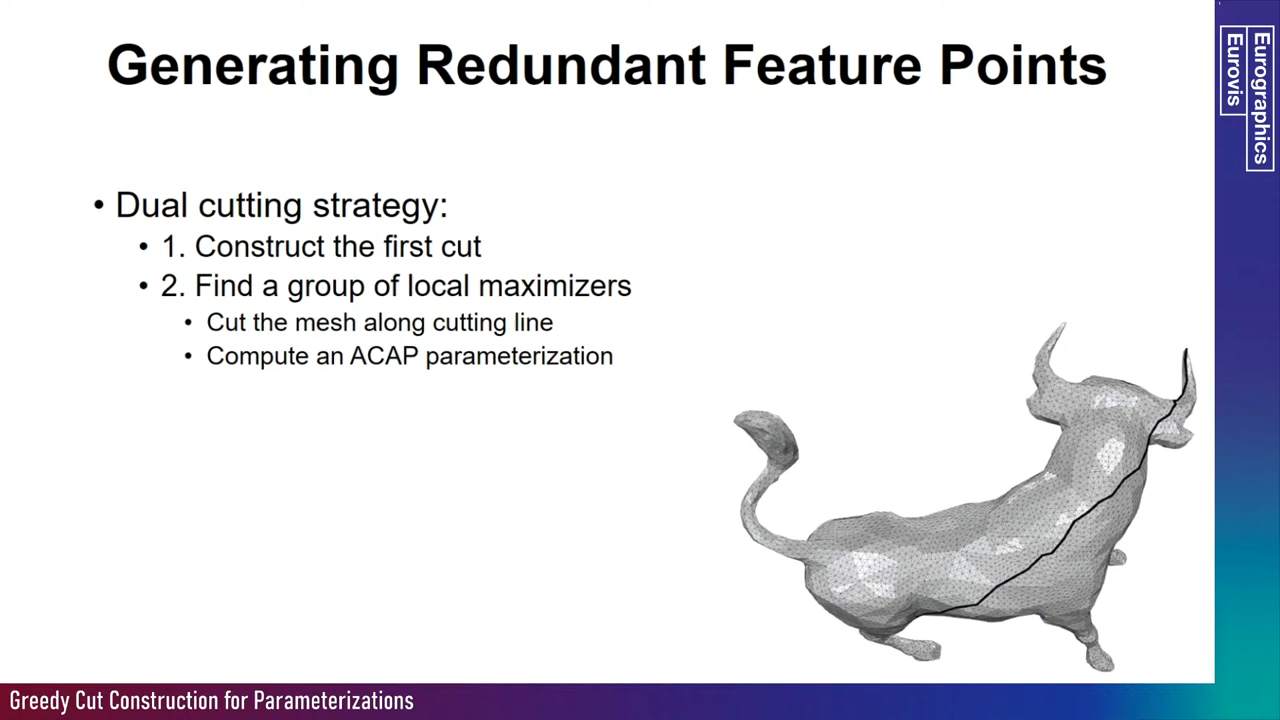 Generating Redundant Feature Points
• Dual cutting strategy:
• 1. Construct the first cut
• 2. Find a group of local maximizers
• Cut the mesh along cutting line
• Compute an ACAP parameterization
Eurographics
Eurovis
Greedy Cut Construction for Parameterizations